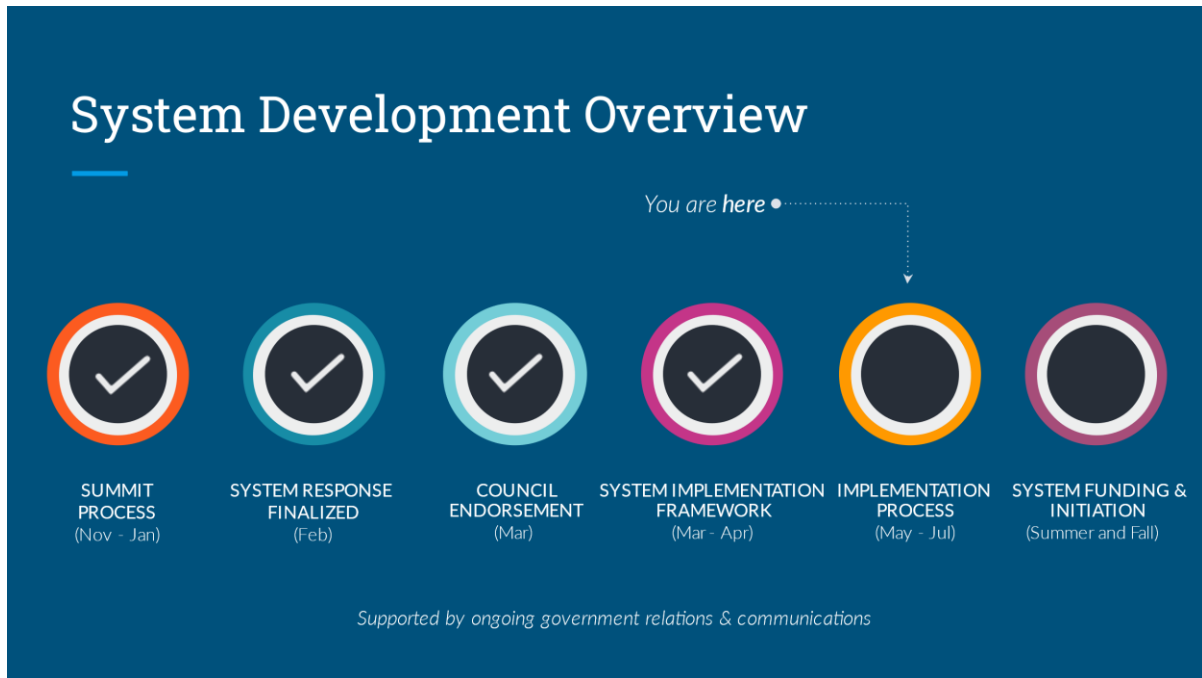 System Development Overview
You are here
SUMMIT
PROCESS
(Nov - Jan)
SYSTEM RESPONSE
FINALIZED
(Feb)
COUNCIL
ENDORSEMENT
(Mar)
SYSTEM IMPLEMENTATION
FRAMEWORK
(Mar - Apr)
IMPLEMENTATION
PROCESS
(May - Jul)
SYSTEM FUNDING &
INITIATION
(Summer and Fall)
Supported by ongoing government relations & communications